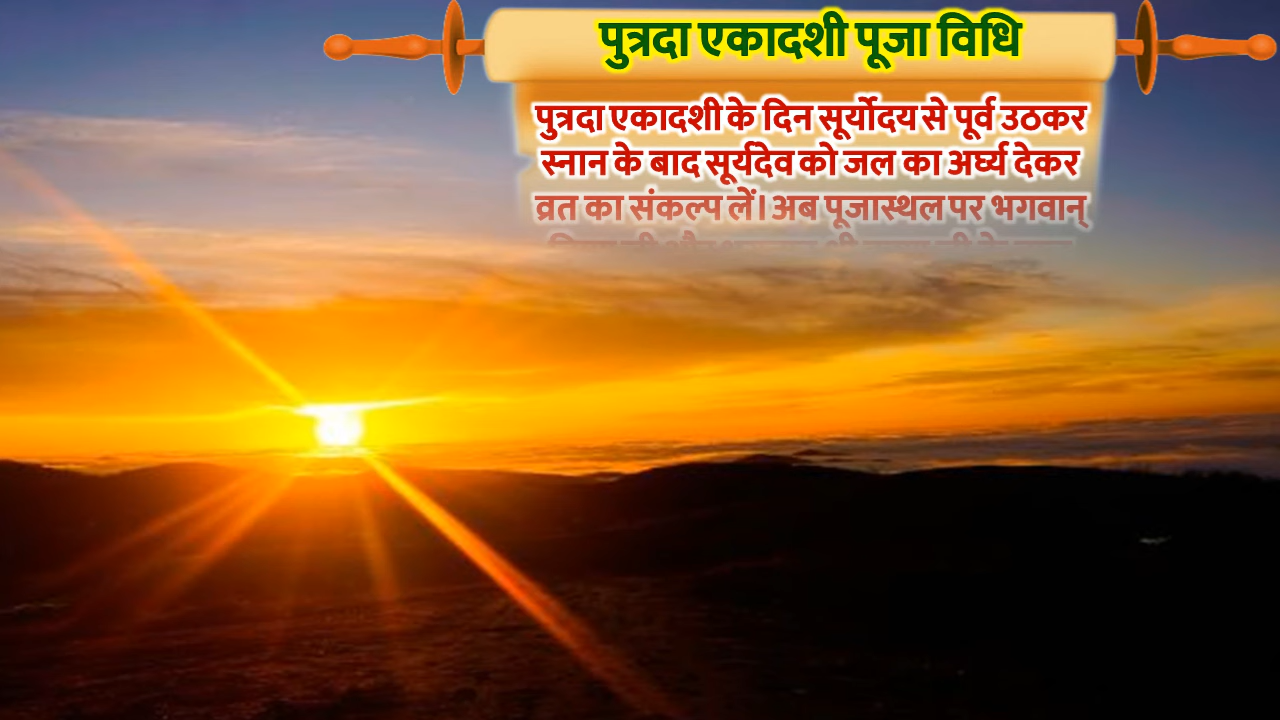 पुत्रदा एकादशी पूजा विधि
पुत्रदा एकादशी के दिन सूर्योदय से पूर्व उठकर
स्नान के बाद सूर्यदेव को जल का अर्घ्य देकर
व्रत का संकल्प लें। अब पूजास्थल पर भगवान्